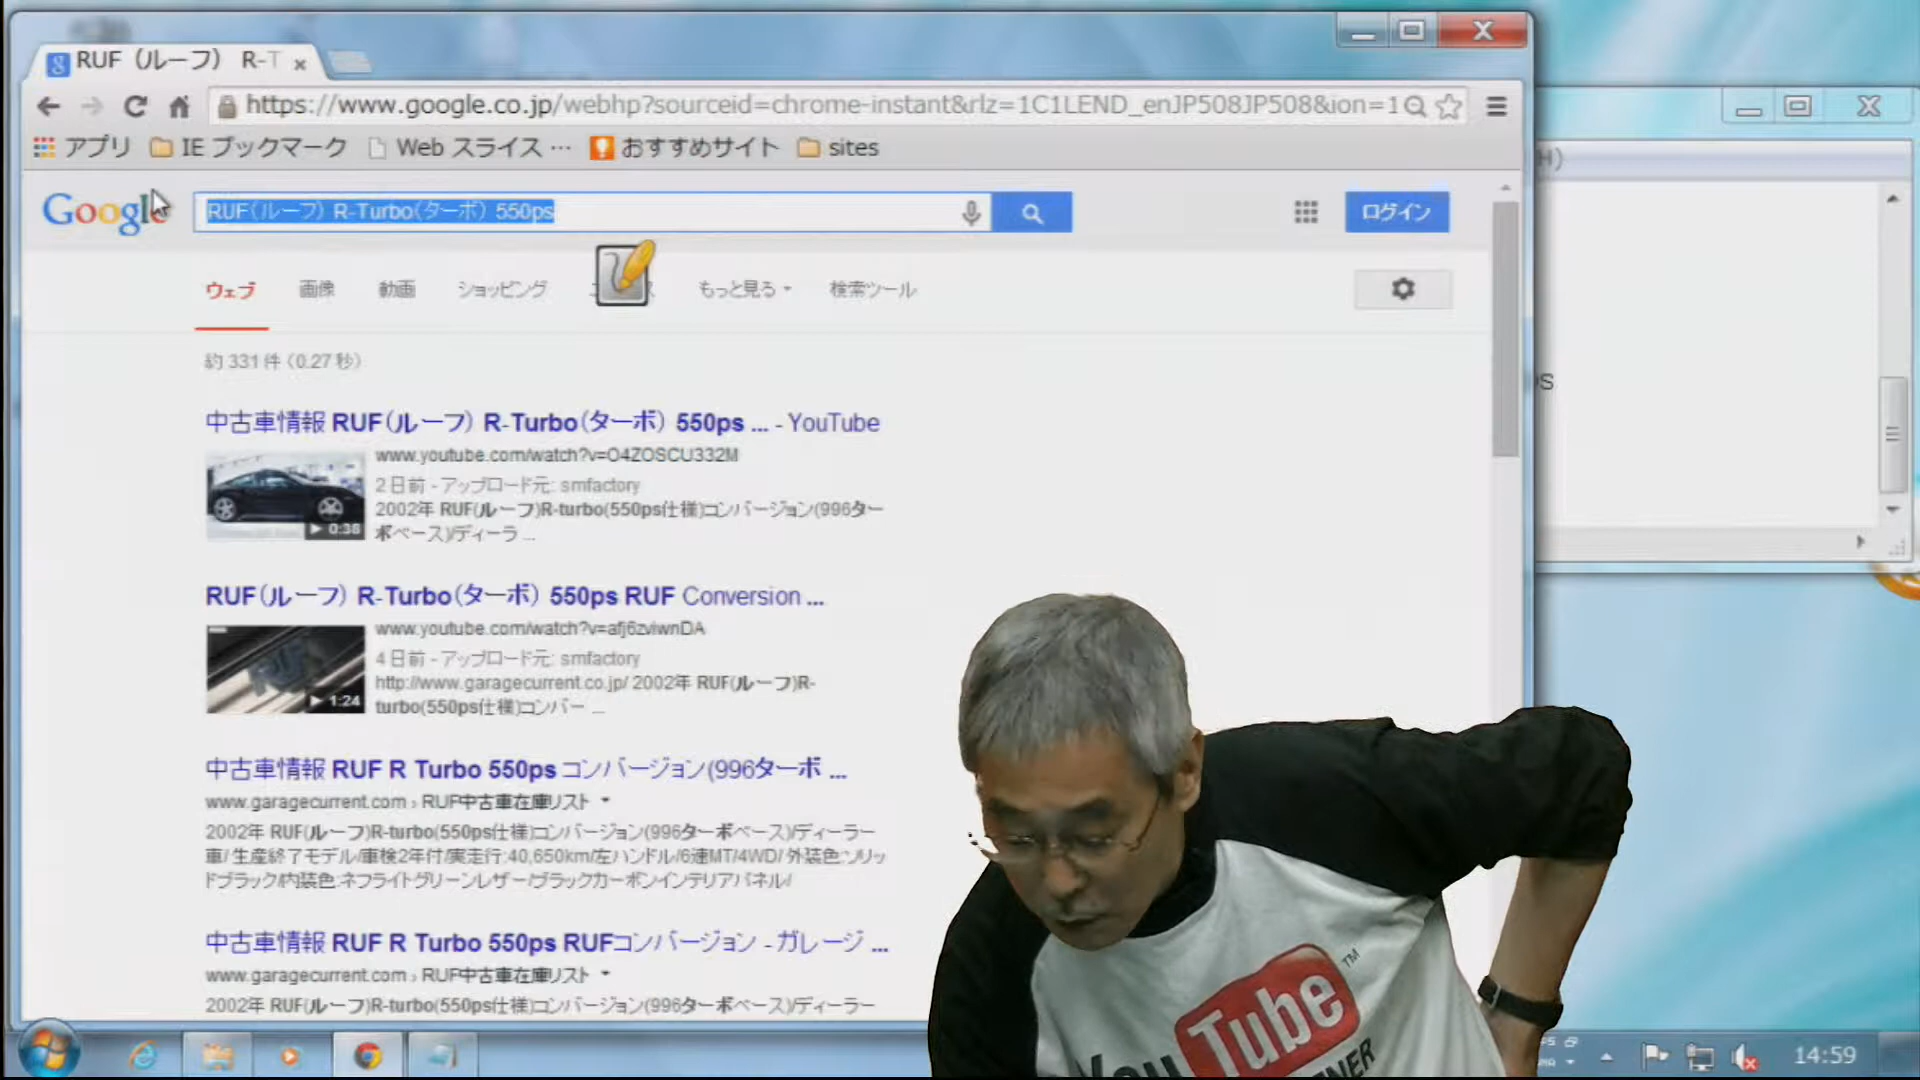 RUF（ルーフ） R-T
https://www.google.co.jp/webhp?sourceid=chrome-instant&rlz=1C1LEND_enJP508JP508&ion=1
アプリ IE ブックマーク Web スライス … おすすめサイト sites
Google RUF（ルーフ） R-Turbo（ターボ） 550ps ログイン
ウェブ 画像 動画 ショッピング もっと見る 検索ツール
約 331 件 （0.27 秒）
中古車情報 RUF（ルーフ） R-Turbo（ターボ） 550ps ... - YouTube
www.youtube.com/watch?v=O4ZOSCU332M
2 日前 - アップロード元: smfactory
2002年 RUF(ルーフ)R-turbo(550ps仕様)コンバージョン(996ター
ボベース)/ディーラ ...
0:38
RUF（ルーフ） R-Turbo（ターボ） 550ps RUF Conversion ...
www.youtube.com/watch?v=afj6zviwnDA
4 日前 - アップロード元: smfactory
http://www.garagecurrent.co.jp/ 2002年 RUF(ルーフ)R-
turbo(550ps仕様)コンバー ...
1:24
中古車情報 RUF R Turbo 550ps コンバージョン(996ターボ ...
www.garagecurrent.com › RUF中古車在庫リスト
2002年 RUF(ルーフ)R-turbo(550ps仕様)コンバージョン(996ターボベース)/ディーラー
車/生産終了モデル/車検2年付/実走行:40,650km/左ハンドル/6速MT/4WD/ 外装色:ソリッ
ドブラック/内装色:ネフライトグリーンレザー/ブラックカーボンインテリアパネル/
中古車情報 RUF R Turbo 550ps RUFコンバージョン - ガレージ ...
www.garagecurrent.com › RUF中古車在庫リスト
2002年 RUF(ルーフ)R-turbo(550ps仕様)コンバージョン(996ターボベース)/ディーラー
H)
You Tube ™
14:59